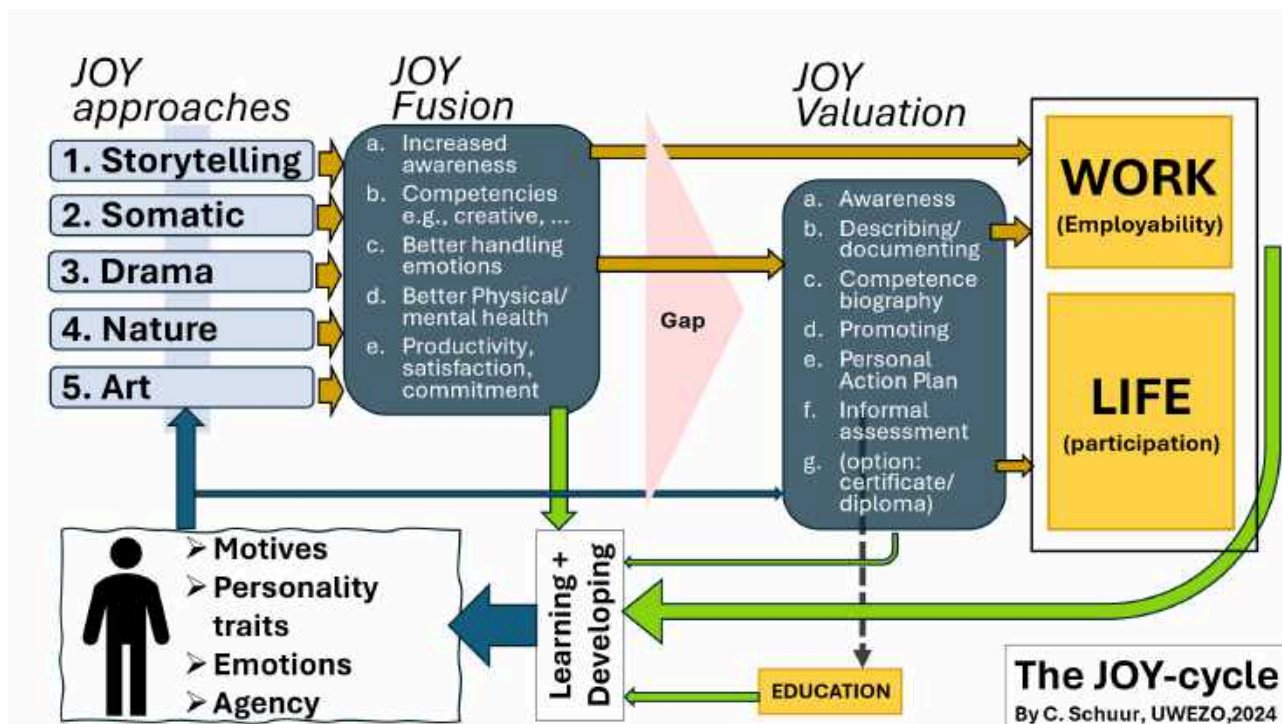 JOY
approaches
1. Storytelling
2. Somatic
3. Drama
4. Nature
5. Art
JOY
Fusion
a. Increased
awareness
b. Competencies
e.g., creative, ...
c. Better handling
emotions
d. Better Physical/
mental health
e. Productivity,
satisfaction,
commitment
Gap
JOY
Valuation
a. Awareness
b. Describing/
documenting
c. Competence
biography
d. Promoting
e. Personal
Action Plan
f. Informal
assessment
g. (option:
certificate/
diploma)
WORK
(Employability)
LIFE
(participation)
➢ Motives
➢ Personality
traits
➢ Emotions
➢ Agency
Learning +
Developing
EDUCATION
The JOY-cycle
By C. Schuur, UWEZO,2024